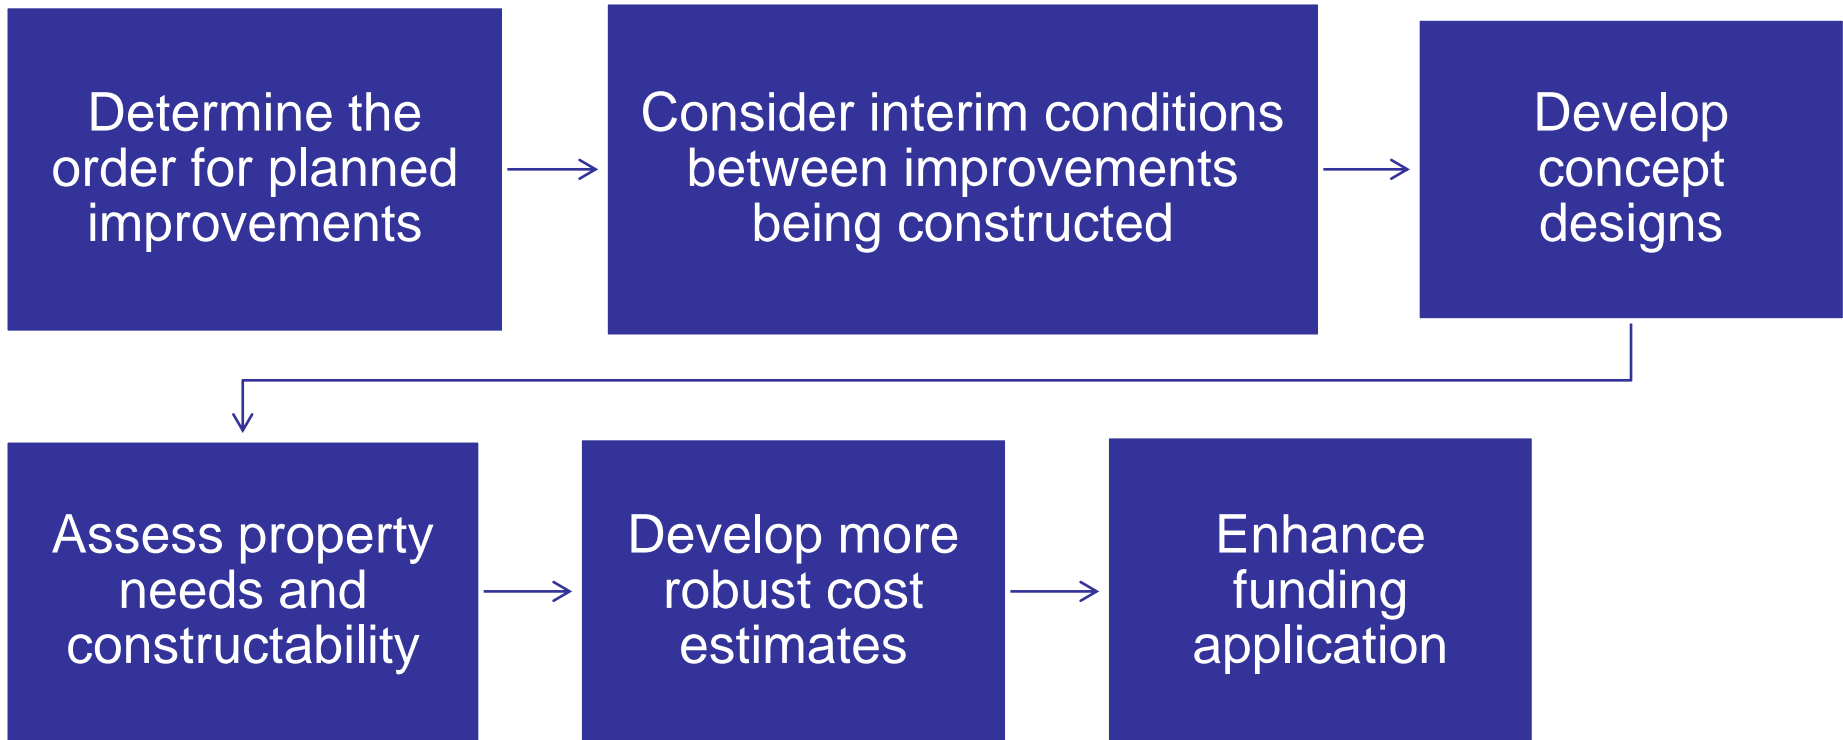 Determine the
order for planned
improvements
Consider interim conditions
between improvements
being constructed
Develop
concept
designs
Assess property
needs and
constructability
Develop more
robust cost
estimates
Enhance
funding
application